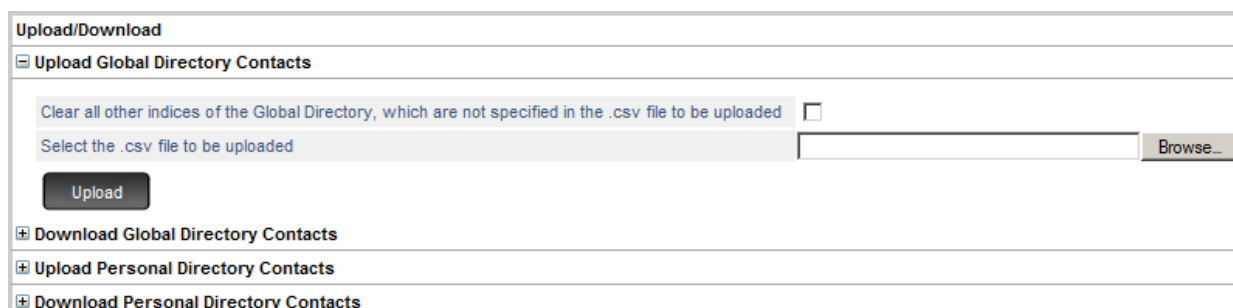 Upload/Download
Upload Global Directory Contacts
Clear all other indices of the Global Directory, which are not specified in the .csv file to be uploaded
Select the .csv file to be uploaded Browse...
Upload
Download Global Directory Contacts
Upload Personal Directory Contacts
Download Personal Directory Contacts